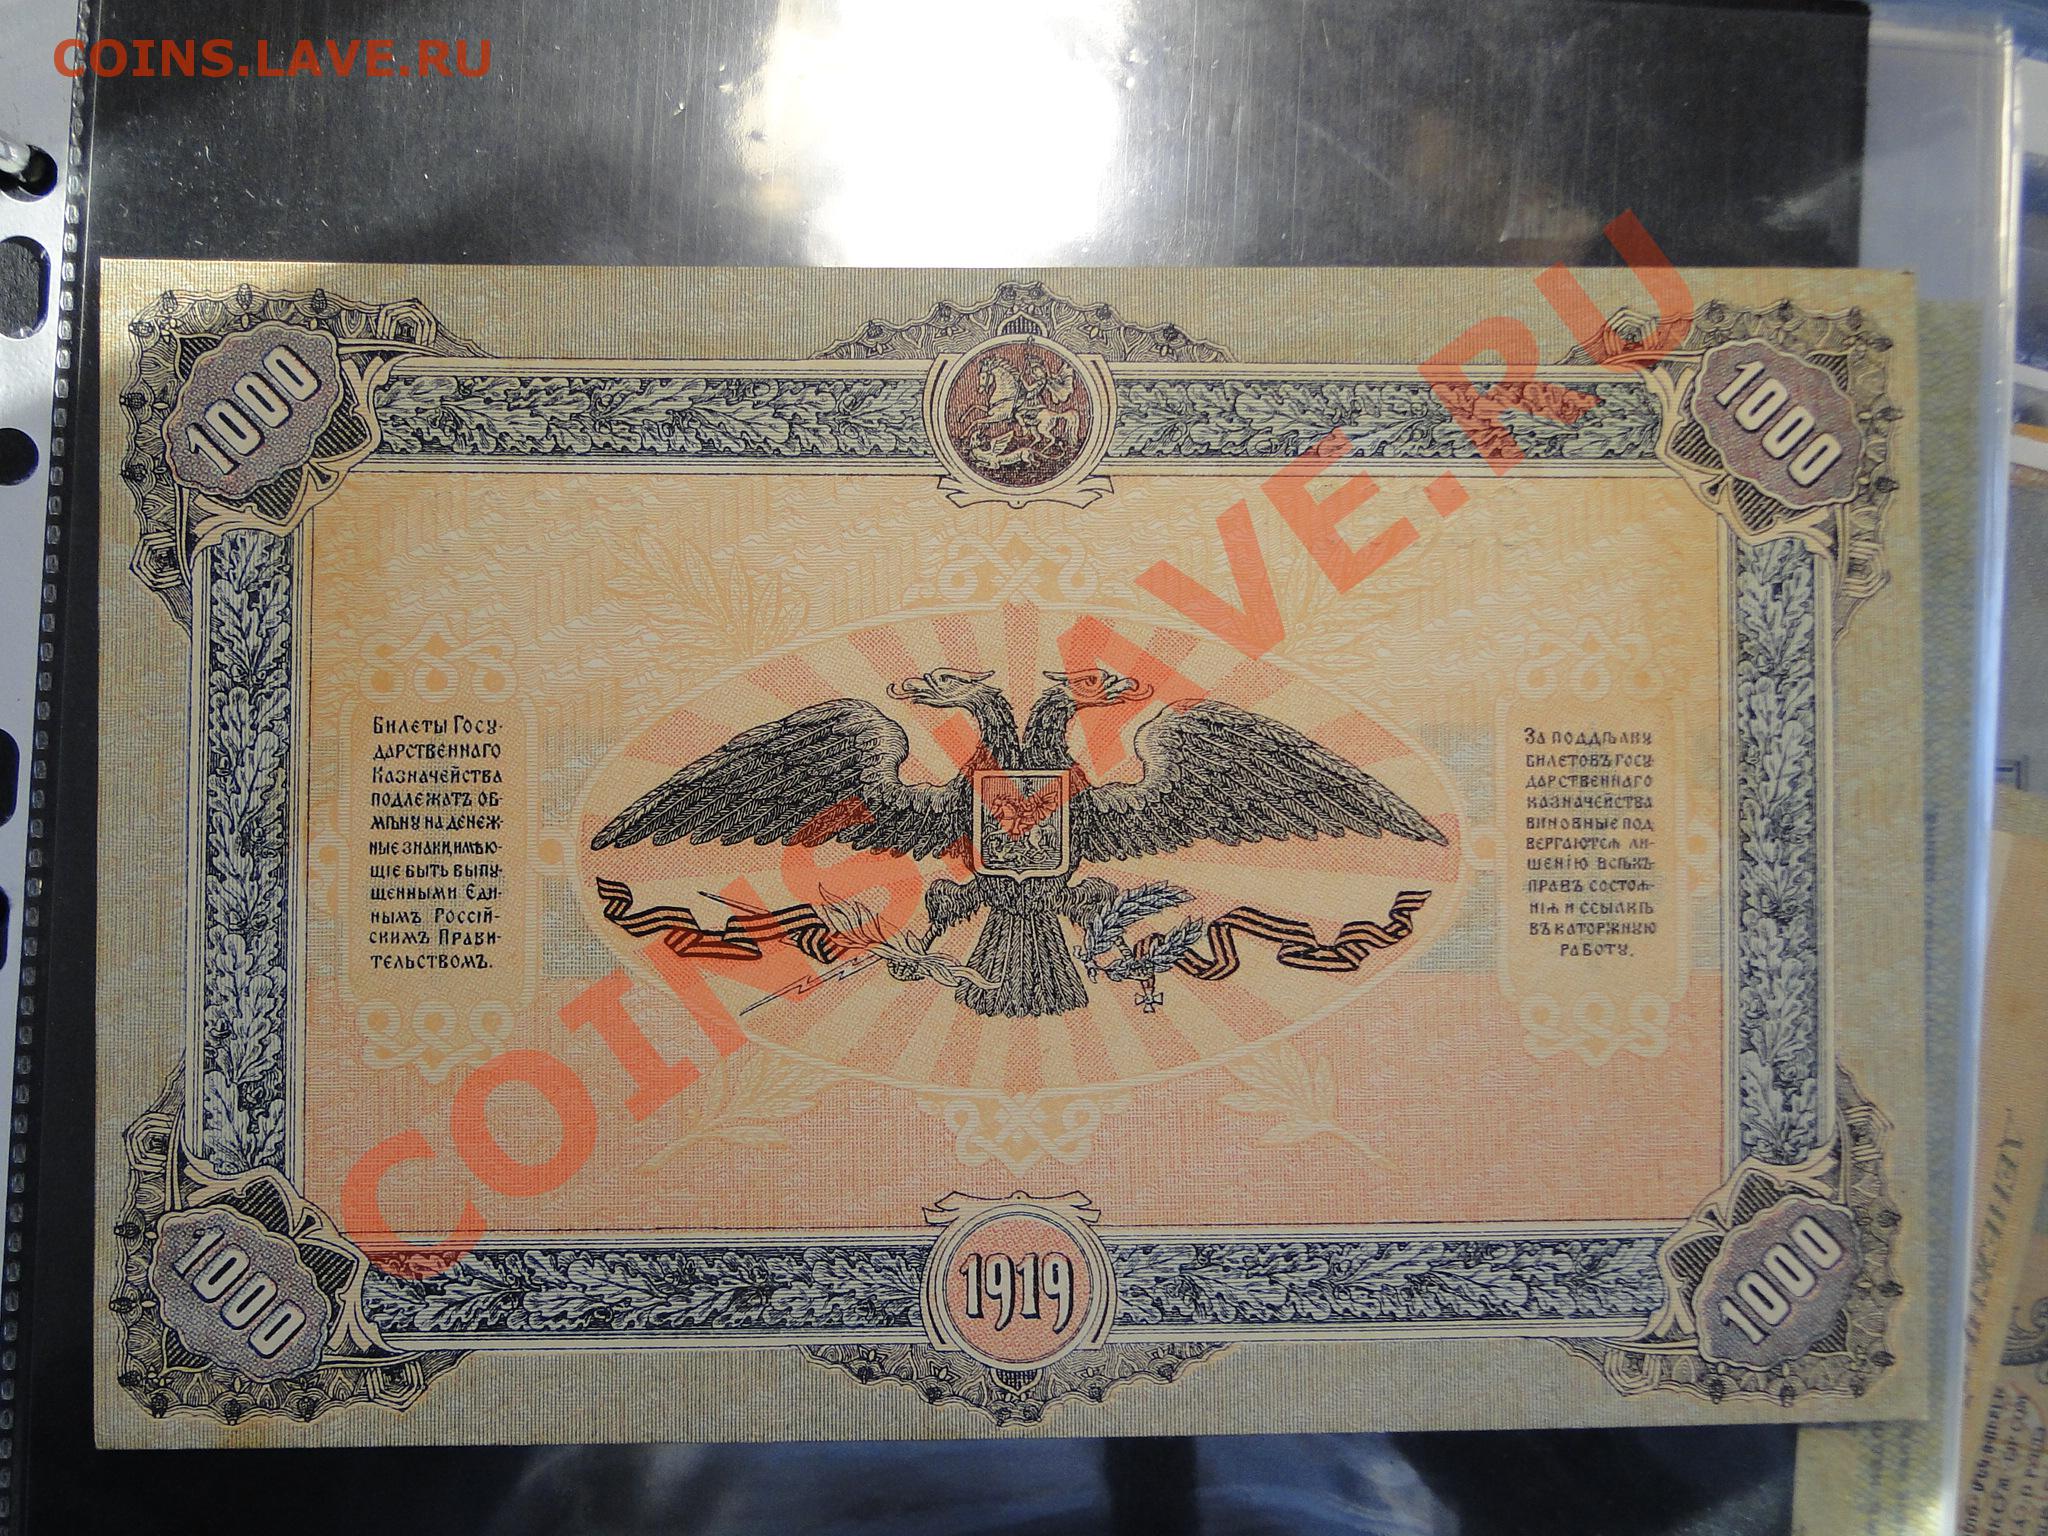 COINS.LAVE.RU
1000
1000
Билеты Госу-
дарственнаго
Казначейства
подлежатъ об-
мѣну на денеж-
ные знаки, имѣю-
щіе быть выпу-
щенными Еди-
нымъ Россій-
скимъ Прави-
тельствомъ.
За поддѣлку
билетовъ Госу
дарственнаго
казначейства
виновные под
вергаются ли-
шенію всѣхъ
правъ состоя-
нія и ссылкѣ
въ каторжную
работу.
COINS.LAVE.RU
1000
1919
1000